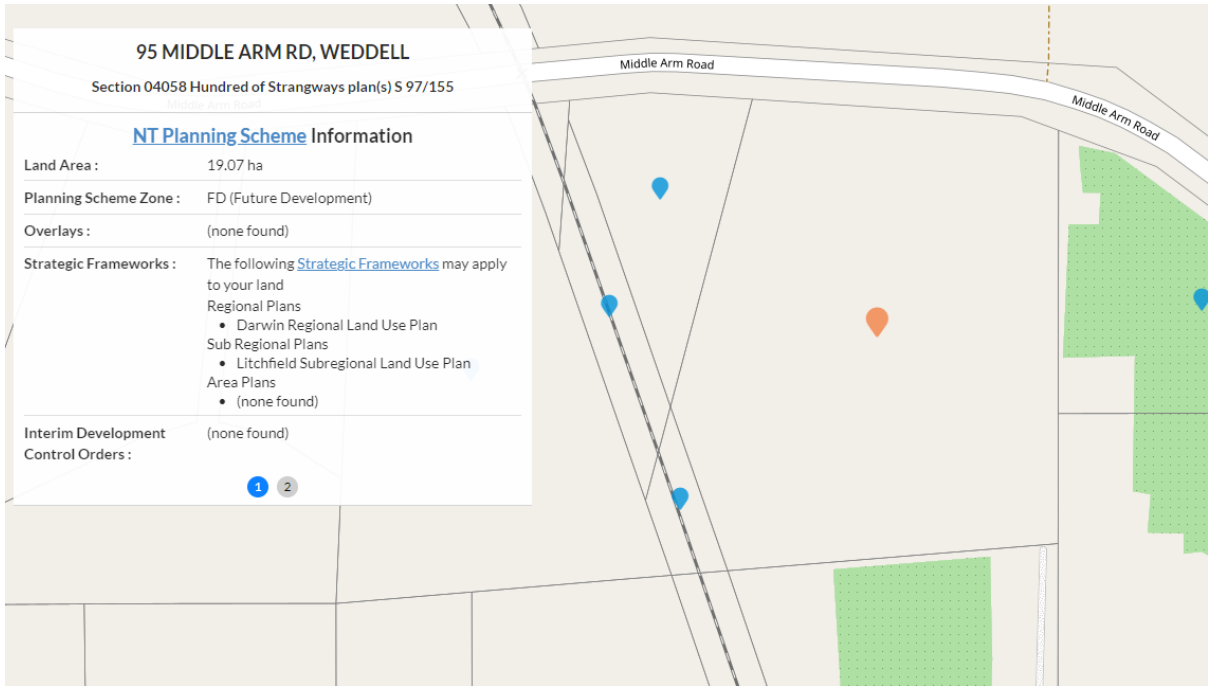 95 MIDDLE ARM RD, WEDDELL
Section 04058 Hundred of Strangways plan(s) S 97/155
Middle Arm Road
NT Planning Scheme Information
Land Area : 19.07 ha
Planning Scheme Zone : FD (Future Development)
Overlays : (none found)
Strategic Frameworks : The following Strategic Frameworks may apply
to your land
Regional Plans
• Darwin Regional Land Use Plan
Sub Regional Plans
• Litchfield Subregional Land Use Plan
Area Plans
• (none found)
Interim Development (none found)
Control Orders :
1 2
Middle Arm Road
Middle Arm Road